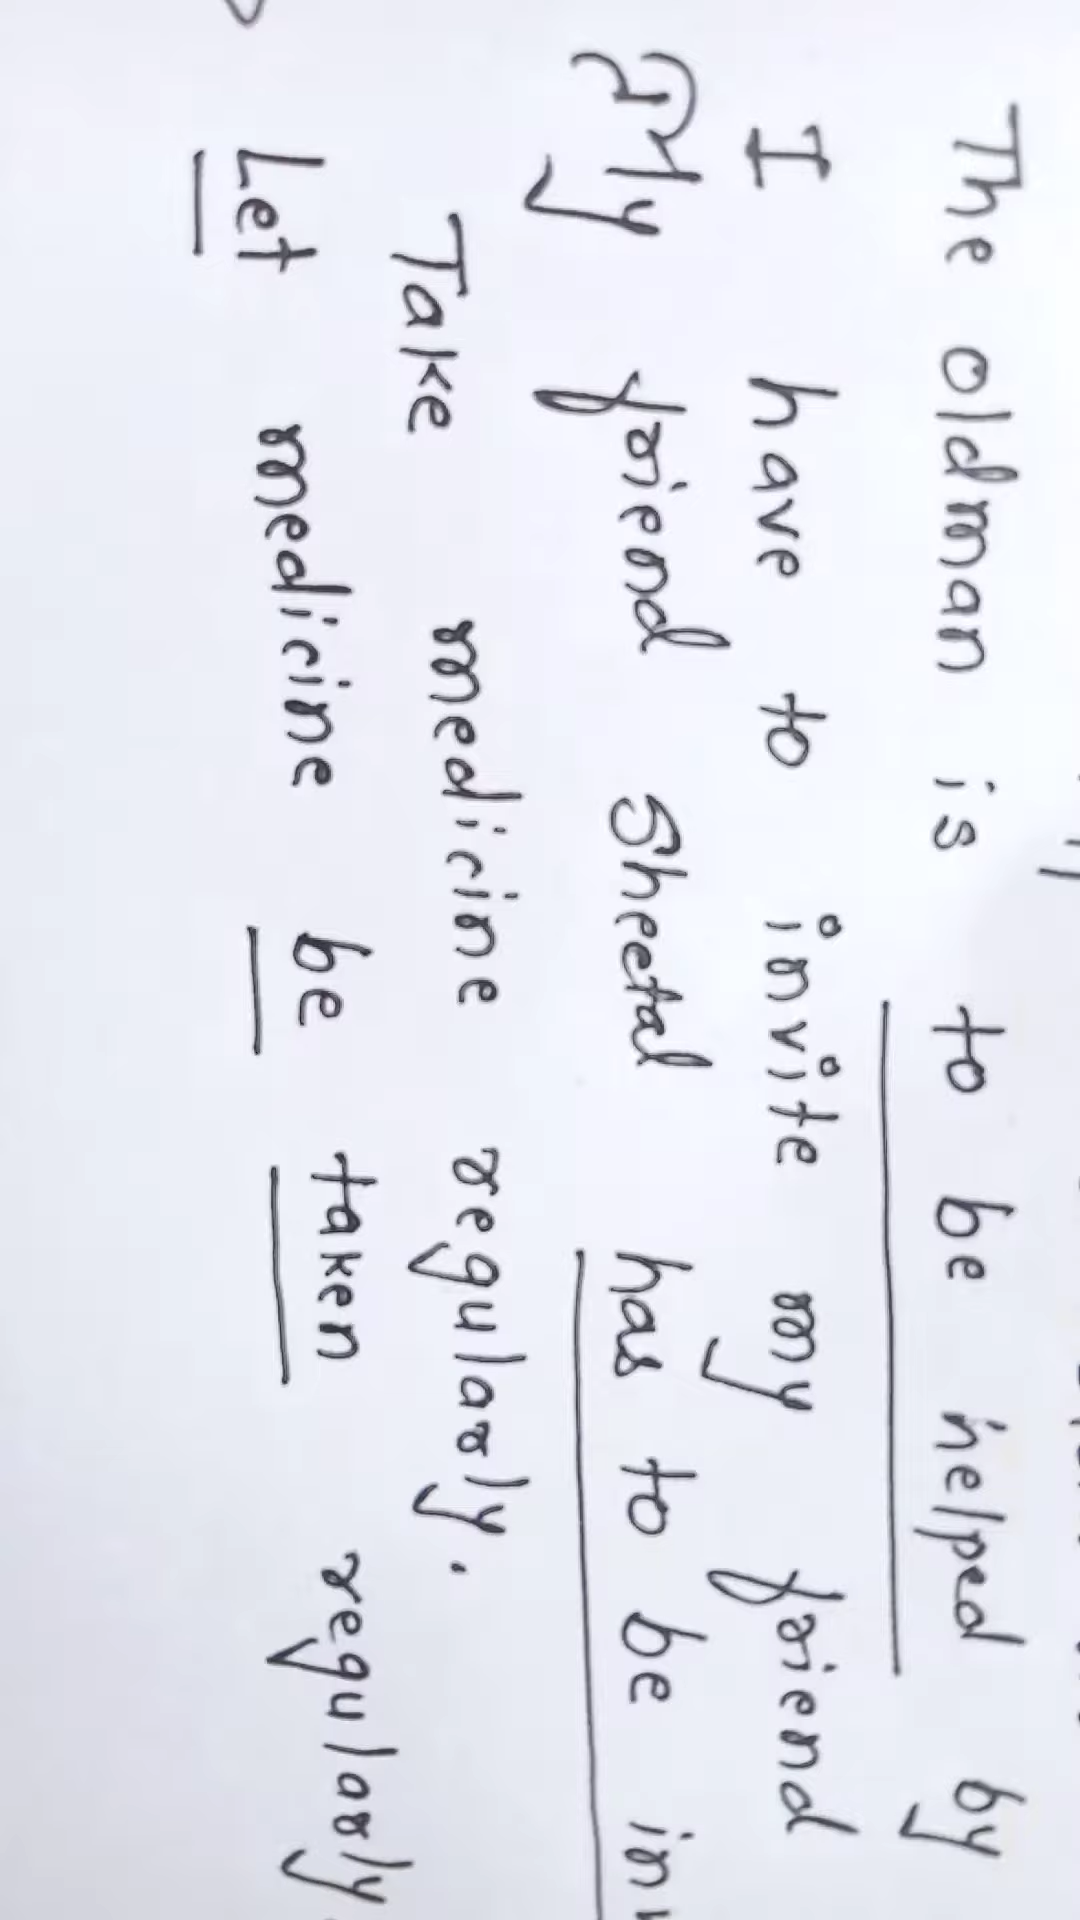 The oldman is to be helped by
I have to invite my friend
My friend Sheetal has to be
Take medicine regularly.
Let medicine be taken regularly.